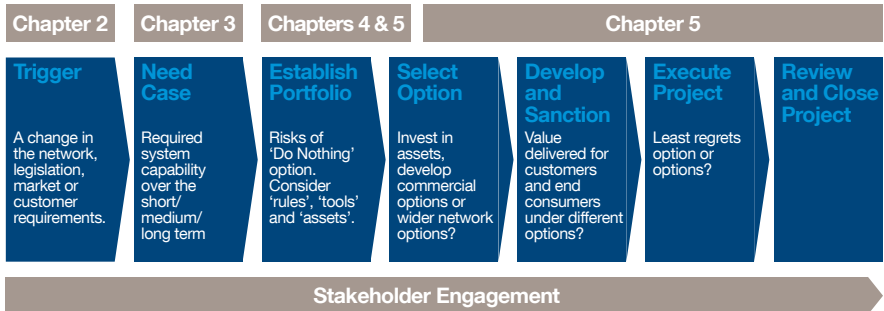 Chapter 2
Chapter 3
Chapters 4 & 5
Chapter 5
Trigger
A change in
the network,
legislation,
market or
customer
requirements.
Need
Case
Required
system
capability
over the
short/
medium/
long term
Establish
Portfolio
Risks of
‘Do Nothing’
option.
Consider
‘rules’, ‘tools’
and ‘assets’.
Select
Option
Invest in
assets,
develop
commercial
options or
wider network
options?
Develop
and
Sanction
Value
delivered for
customers
and end
consumers
under different
options?
Execute
Project
Least regrets
option or
options?
Review
and Close
Project
Stakeholder Engagement